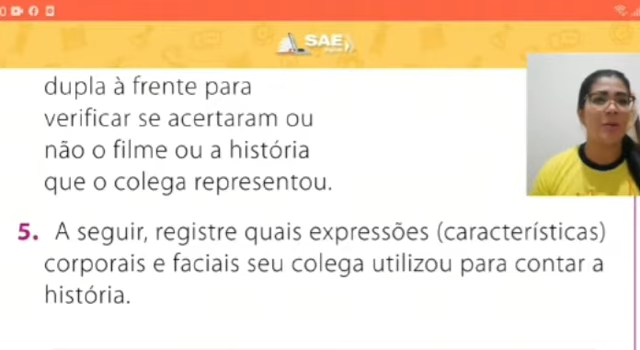 SAE
dupla à frente para
verificar se acertaram ou
não o filme ou a história
que o colega representou.
5. A seguir, registre quais expressões (características)
corporais e faciais seu colega utilizou para contar a
história.